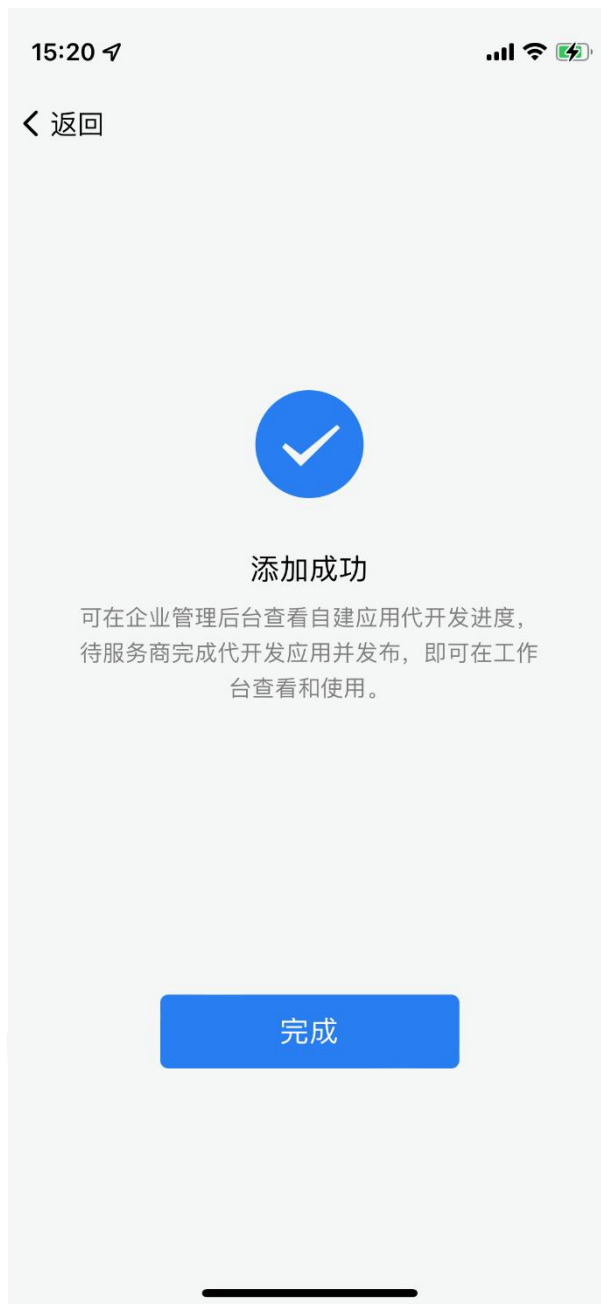 15:20
返回
添加成功
可在企业管理后台查看自建应用代开发进度，
待服务商完成代开发应用并发布，即可在工作
台查看和使用。
完成